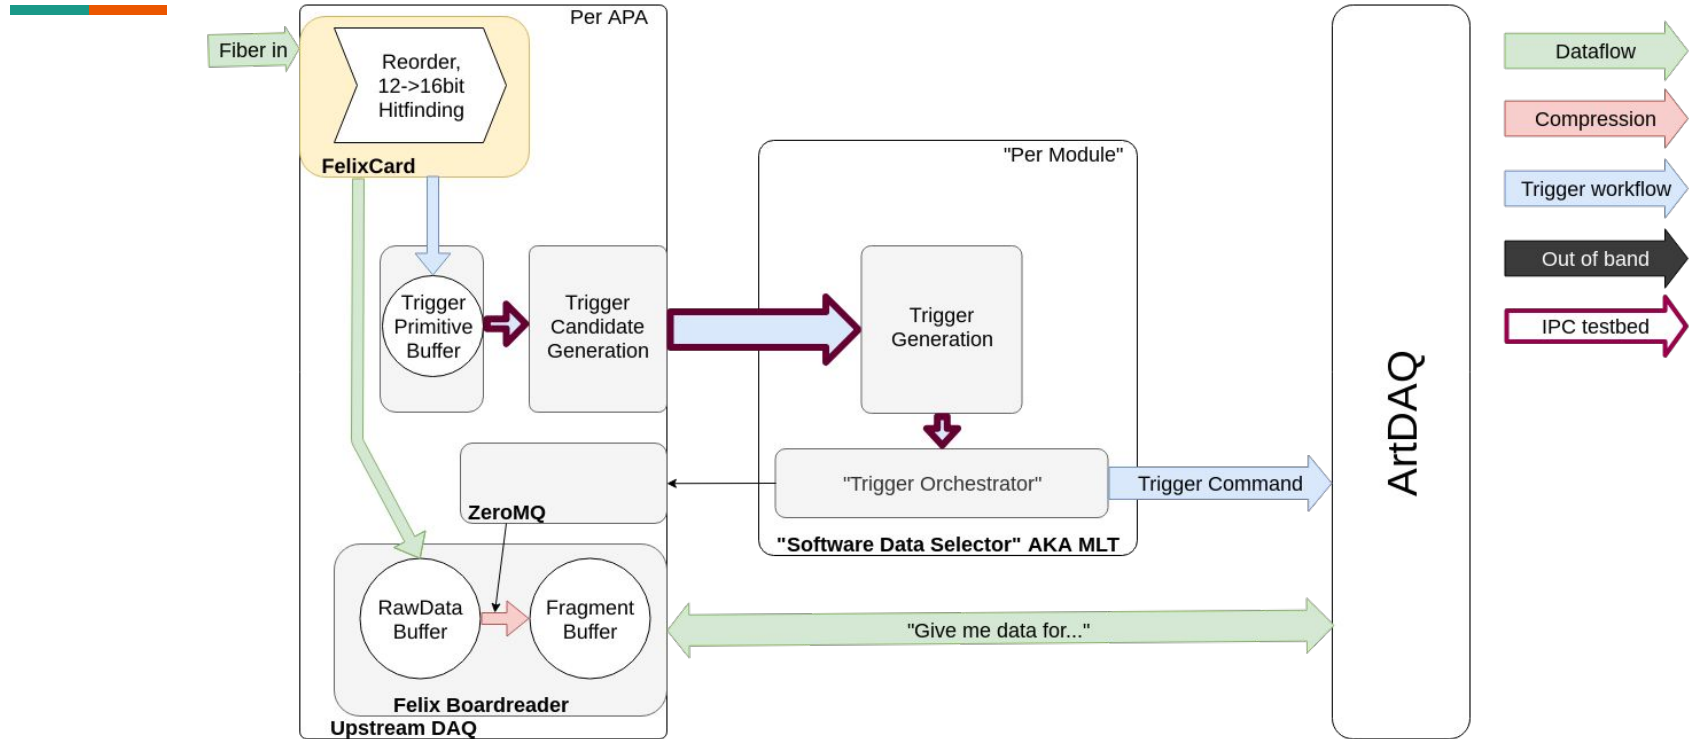 Per APA
Fiber in
Reorder,
12->16bit
Hitfinding
FelixCard
Trigger
Primitive
Buffer
Trigger
Candidate
Generation
"Per Module"
Trigger
Generation
"Trigger Orchestrator"
Trigger Command
"Software Data Selector" AKA MLT
ZeroMQ
RawData
Buffer
Fragment
Buffer
Felix Boardreader
Upstream DAQ
"Give me data for..."
ArtDAQ
Dataflow
Compression
Trigger workflow
Out of band
IPC testbed